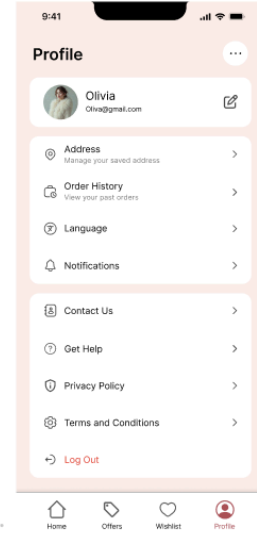 9:41
Profile
Olivia
Oliva@gmail.com
Address
Manage your saved address
Order History
View your past orders
Language
Notifications
Contact Us
Get Help
Privacy Policy
Terms and Conditions
Log Out
Home Offers Wishlist Profile